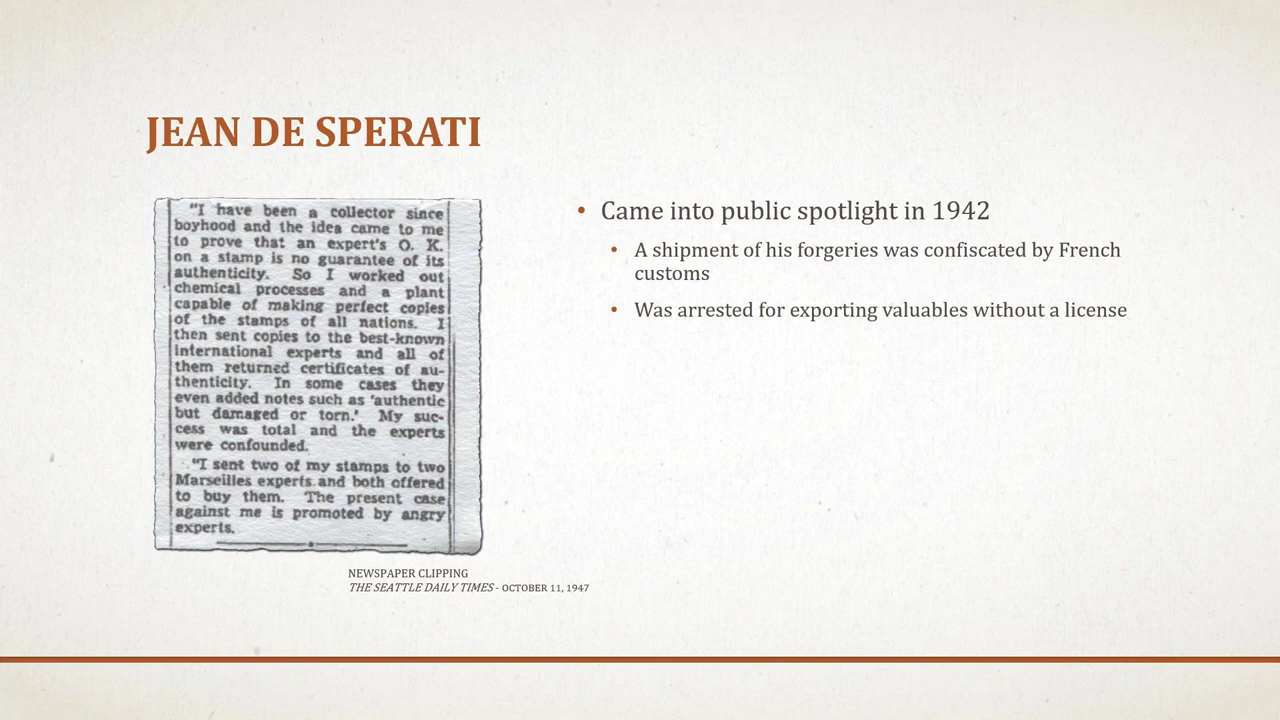 JEAN DE SPERATI
"I have been a collector since
boyhood and the idea came to me
to prove that an expert's O. K.
on a stamp is no guarantee of its
authenticity. So I worked out
chemical processes and a plant
capable of making perfect copies
of the stamps of all nations. I
then sent copies to the best-known
international experts and all of
them returned certificates of au-
thenticity. In some cases they
even added notes such as 'authentic
but damaged or torn.' My suc-
cess was total and the experts
were confounded.
"I sent two of my stamps to two
Marseilles experts and both offered
to buy them. The present case
against me is promoted by angry
experts.
NEWSPAPER CLIPPING
THE SEATTLE DAILY TIMES - OCTOBER 11, 1947
• Came into public spotlight in 1942
• A shipment of his forgeries was confiscated by French
customs
• Was arrested for exporting valuables without a license